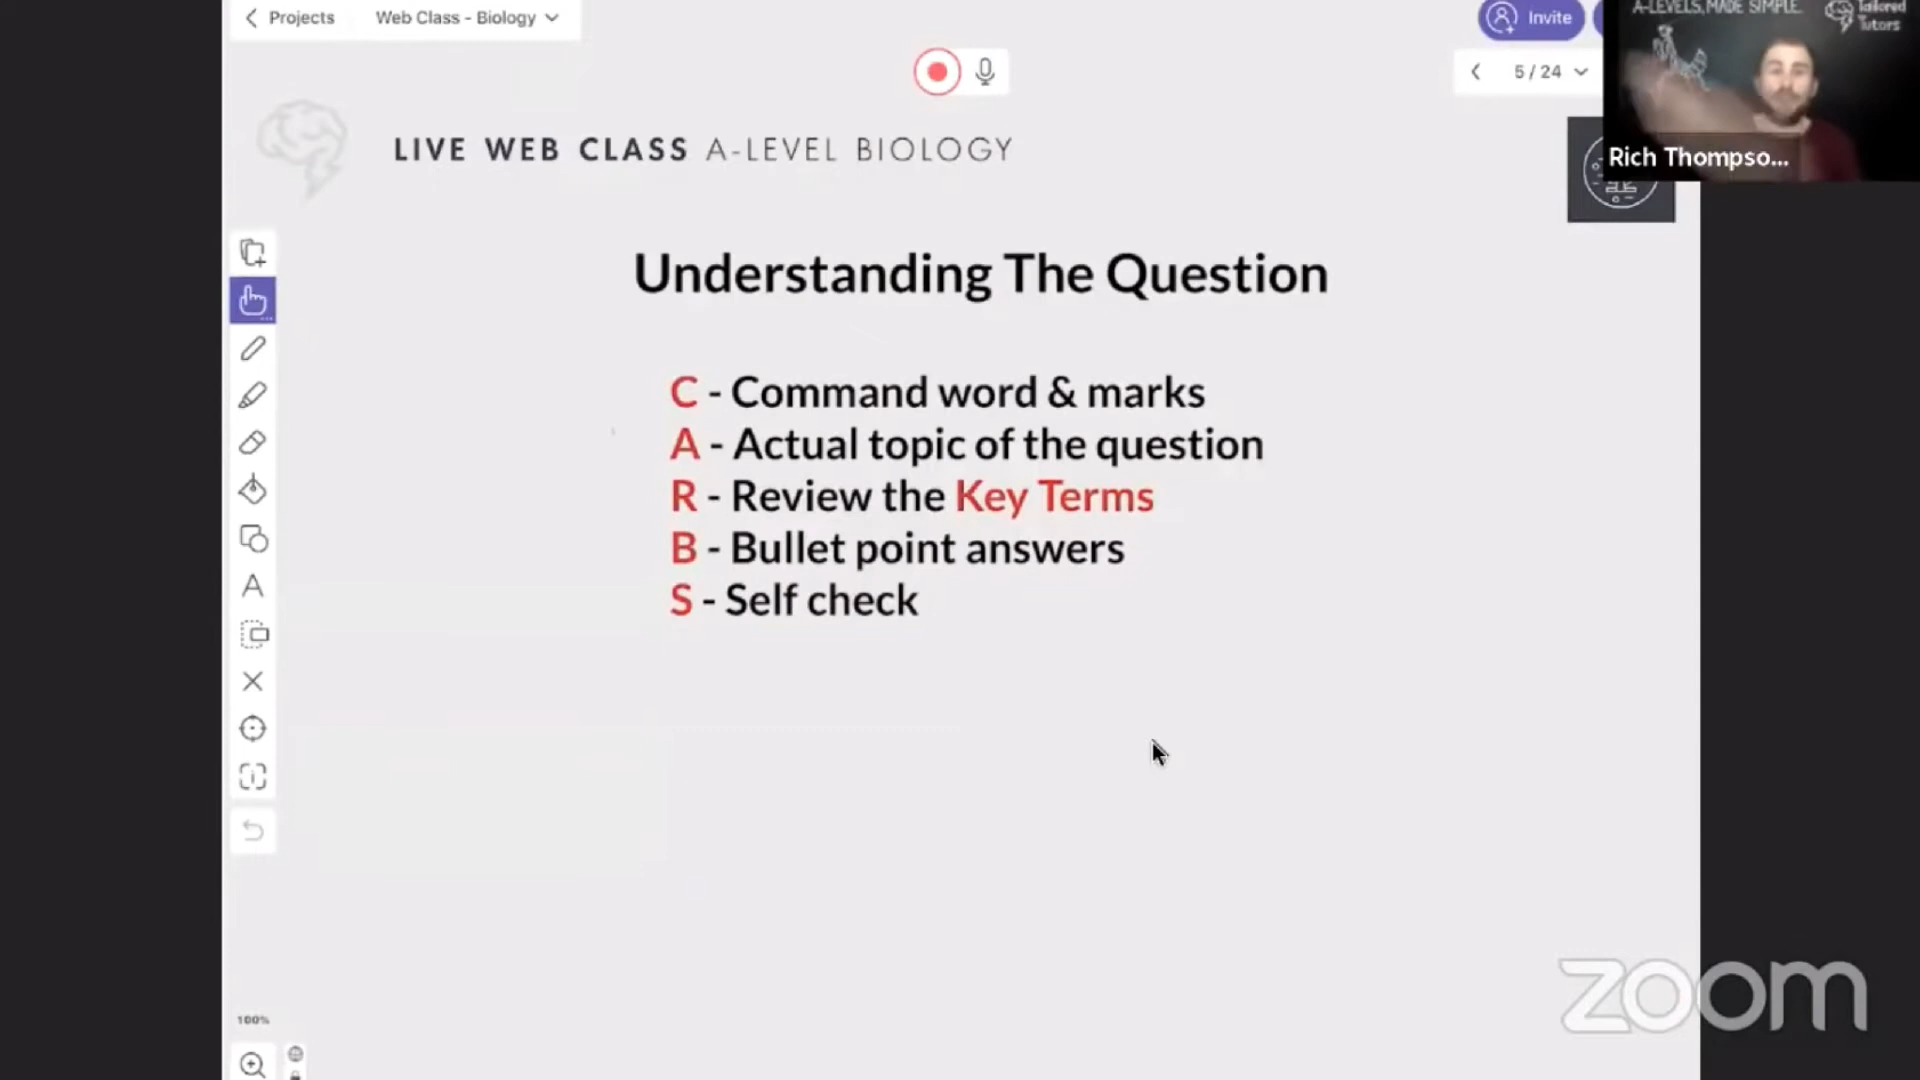 Projects
Web Class - Biology
Invite
5 / 24
A-LEVELS, MADE SIMPLE.
Tailored
Tutors
Rich Thompso...
LIVE WEB CLASS A-LEVEL BIOLOGY
Understanding The Question
C - Command word & marks
A - Actual topic of the question
R - Review the Key Terms
B - Bullet point answers
S - Self check
100%
zoom